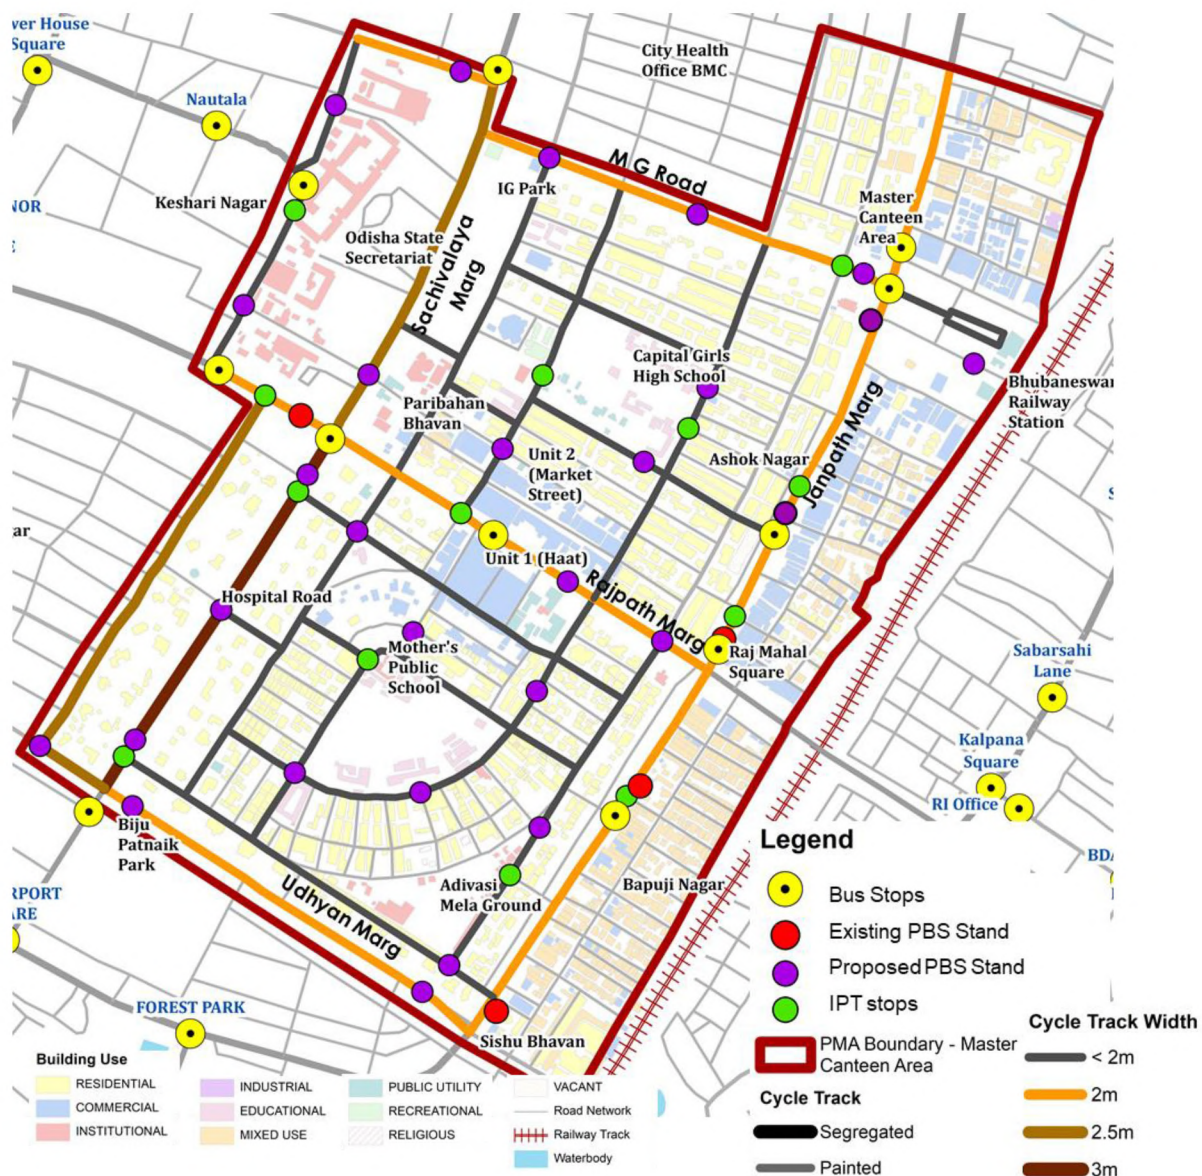 wer House
Square
Nautala
City Health
Office BMC
M G Road
IG Park
Keshari Nagar
NOR
Master
Canteen
Area
Odisha State
Secretariat
Sachivalaya
Marg
Capital Girls
High School
Bhubaneswar
Railway
Station
Paribahan
Bhavan
Janpath Marg
Unit 2
(Market
Street)
Ashok Nagar
ar
Unit 1 (Haat)
Rajpath Marg
Hospital Road
Mother's
Public
School
Raj Mahal
Square
Sabarsahi
Lane
Kalpana
Square
RI Office
BDA
Biju
Patnaik
Park
Udhyan Marg
Adivasi
Mela Ground
Bapuji Nagar
RPORT
ARE
FOREST PARK
Sishu Bhavan
Legend
Bus Stops
Existing PBS Stand
Proposed PBS Stand
IPT stops
PMA Boundary - Master
Canteen Area
Cycle Track
Segregated
Painted
Cycle Track Width
< 2m
2m
2.5m
3m
Building Use
RESIDENTIAL
COMMERCIAL
INSTITUTIONAL
INDUSTRIAL
EDUCATIONAL
MIXED USE
PUBLIC UTILITY
RECREATIONAL
RELIGIOUS
VACANT
Road Network
Railway Track
Waterbody